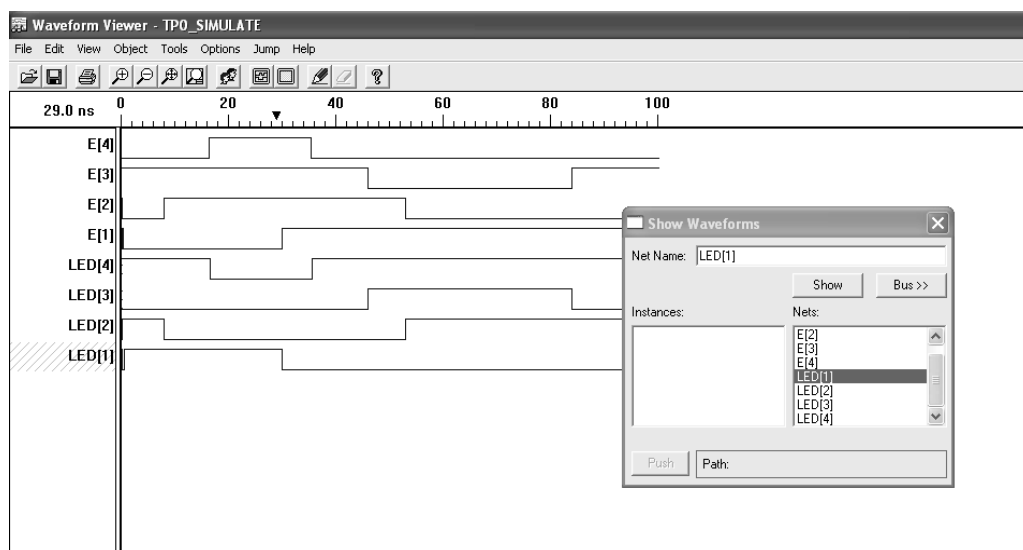 Waveform Viewer - TP0_SIMULATE
File Edit View Object Tools Options Jump Help
29.0 ns 0 20 40 60 80 100
E[4]
E[3]
E[2]
E[1]
LED[4]
LED[3]
LED[2]
LED[1]
Show Waveforms
Net Name: LED[1]
Show Bus >>
Instances: Nets:
E[2]
E[3]
E[4]
LED[1]
LED[2]
LED[3]
LED[4]
Push Path: